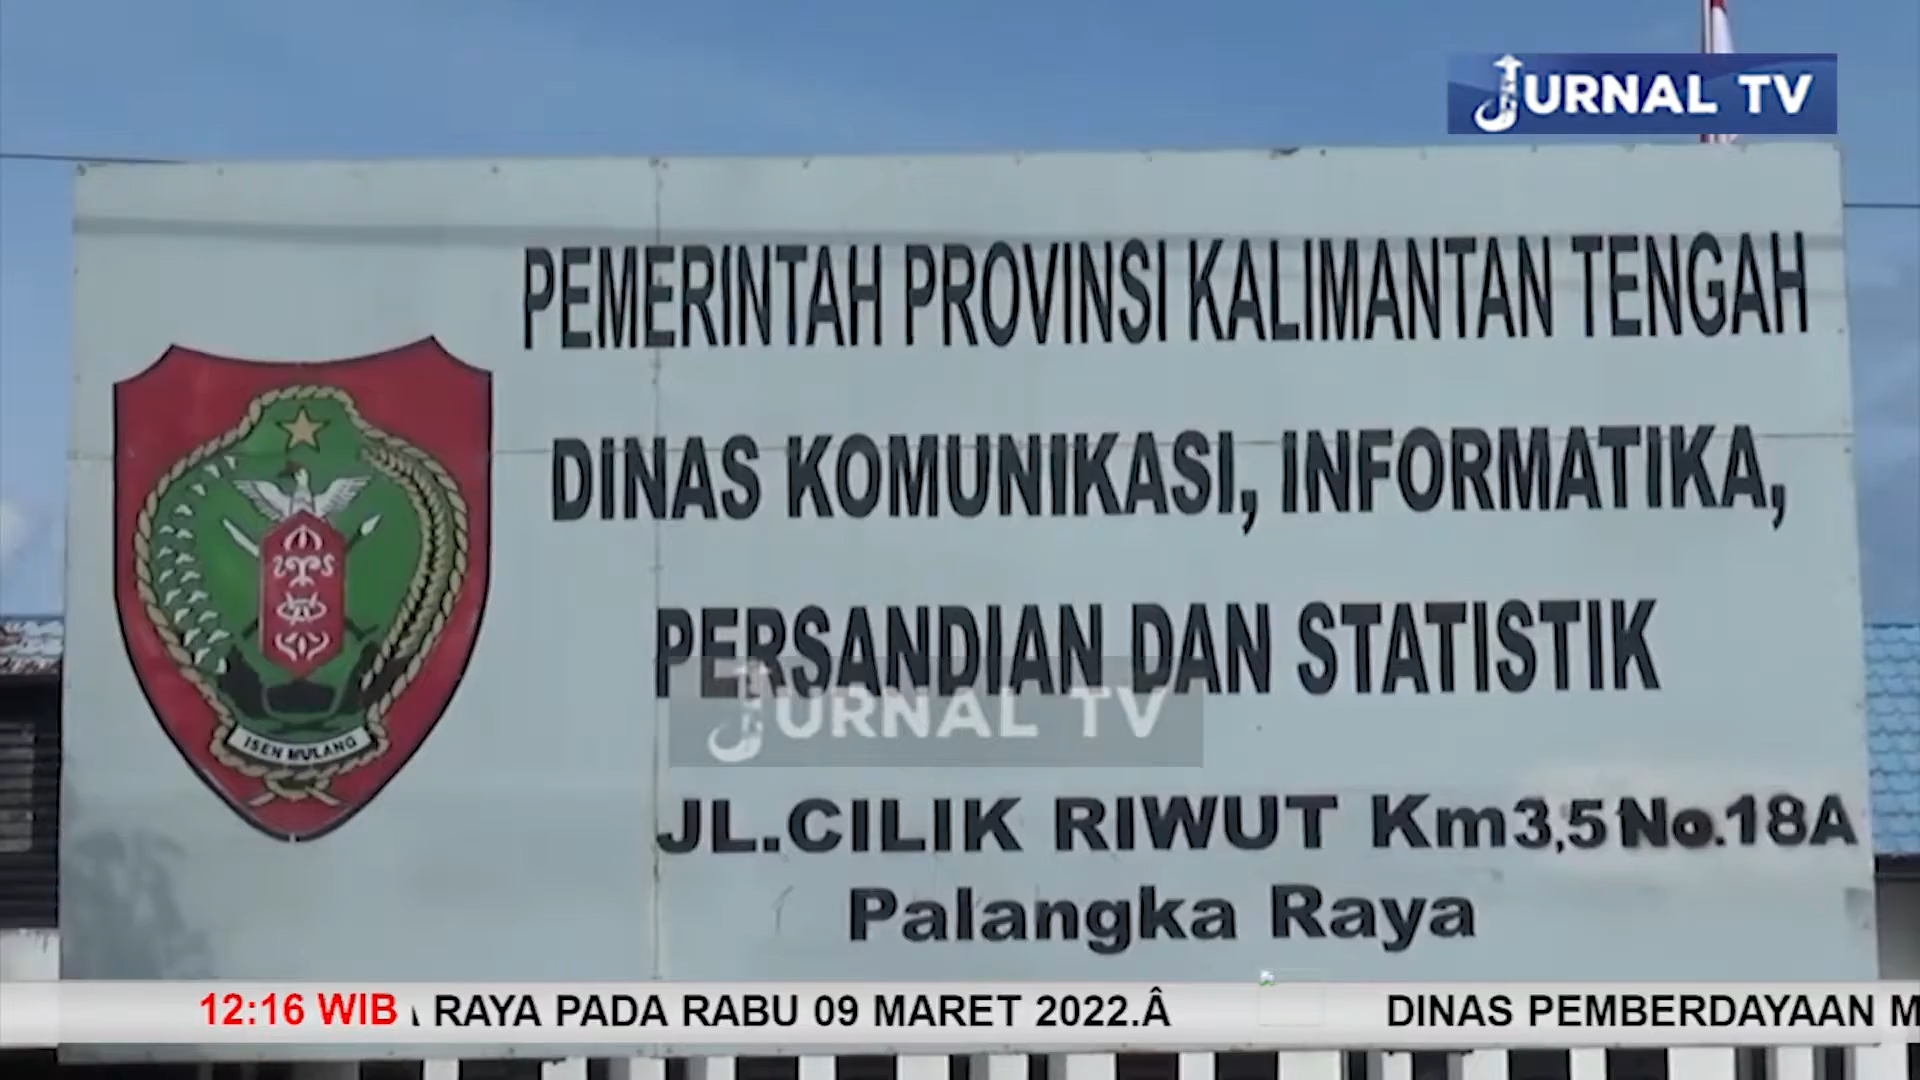 JURNAL TV
PEMERINTAH PROVINSI KALIMANTAN TENGAH
DINAS KOMUNIKASI, INFORMATIKA,
PERSANDIAN DAN STATISTIK
JURNAL TV
ISEN MULANG
JL.CILIK RIWUT Km3,5 No.18A
Palangka Raya
12:16 WIB RAYA PADA RABU 09 MARET 2022.Â DINAS PEMBERDAYAAN M